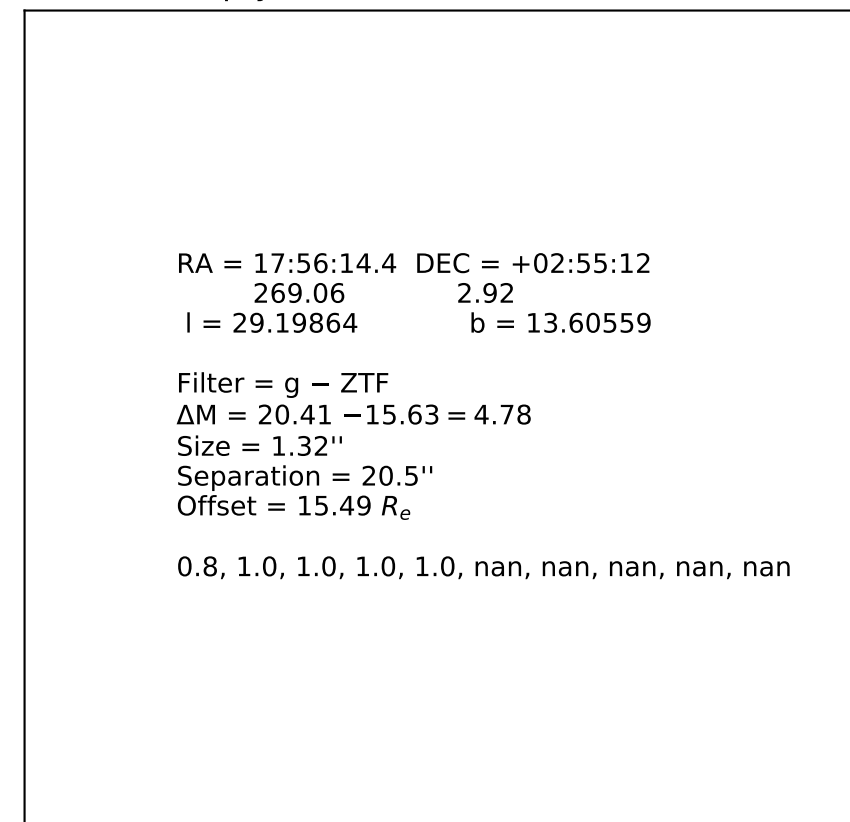 RA = 17:56:14.4 DEC = +02:55:12
269.06 2.92
l = 29.19864 b = 13.60559
Filter = g − ZTF
ΔM = 20.41 −15.63 = 4.78
Size = 1.32''
Separation = 20.5''
Offset = 15.49 Re
0.8, 1.0, 1.0, 1.0, 1.0, nan, nan, nan, nan, nan